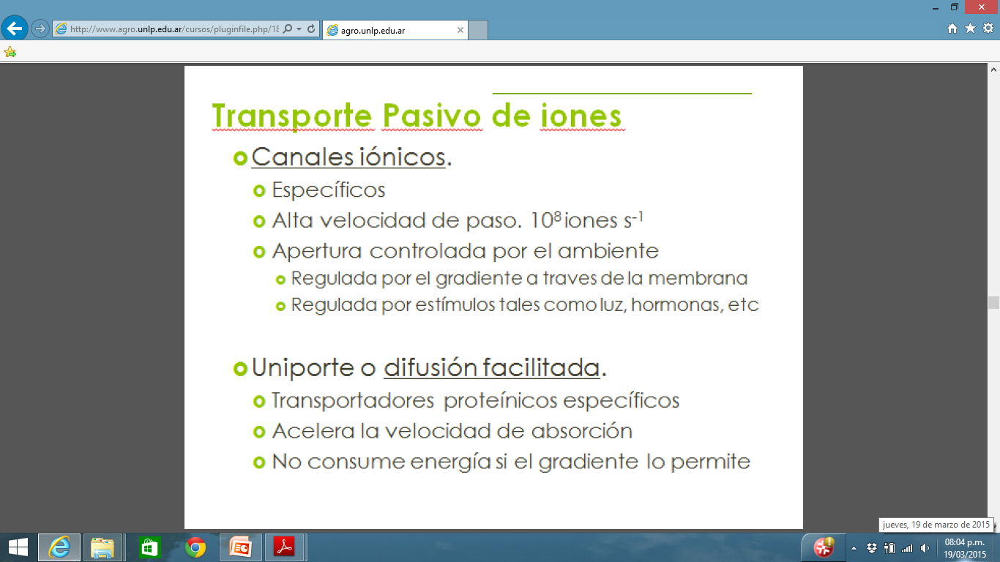 http://www.agro.unlp.edu.ar/cursos/pluginfile.php/18
agro.unlp.edu.ar
Transporte Pasivo de iones
Canales iónicos.
Específicos
Alta velocidad de paso. 10⁸ iones s⁻¹
Apertura controlada por el ambiente
Regulada por el gradiente a traves de la membrana
Regulada por estímulos tales como luz, hormonas, etc
Uniporte o difusión facilitada.
Transportadores proteínicos específicos
Acelera la velocidad de absorción
No consume energía si el gradiente lo permite
jueves, 19 de marzo de 2015
08:04 p.m.
19/03/2015